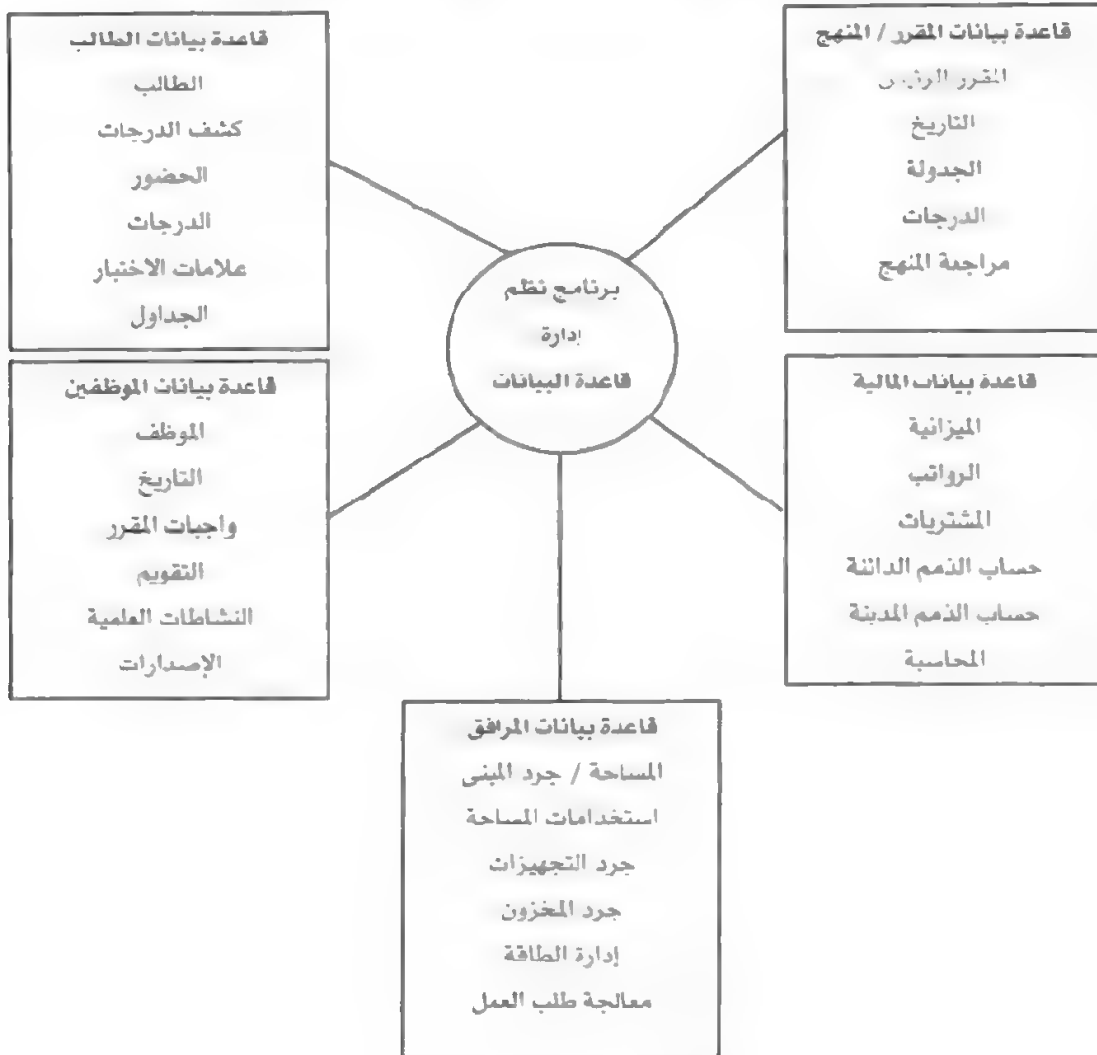 قاعدة بيانات المقرر / المنهج
المقرر الرئيس
التاريخ
الجدولة
الدرجات
مراجعة المنهج
قاعدة بيانات الطالب
الطالب
كشف الدرجات
الحضور
الدرجات
علامات الاختبار
الجداول
برنامج نظم
إدارة
قاعدة البيانات
قاعدة بيانات المالية
الميزانية
الرواتب
المشتريات
حساب الذمم الدائنة
حساب الذمم المدينة
المحاسبة
قاعدة بيانات الموظفين
الموظف
التاريخ
واجبات المقرر
التقويم
النشاطات العلمية
الإصدارات
قاعدة بيانات المرافق
المساحة / جرد المبنى
استخدامات المساحة
جرد التجهيزات
جرد المخزون
إدارة الطاقة
معالجة طلب العمل